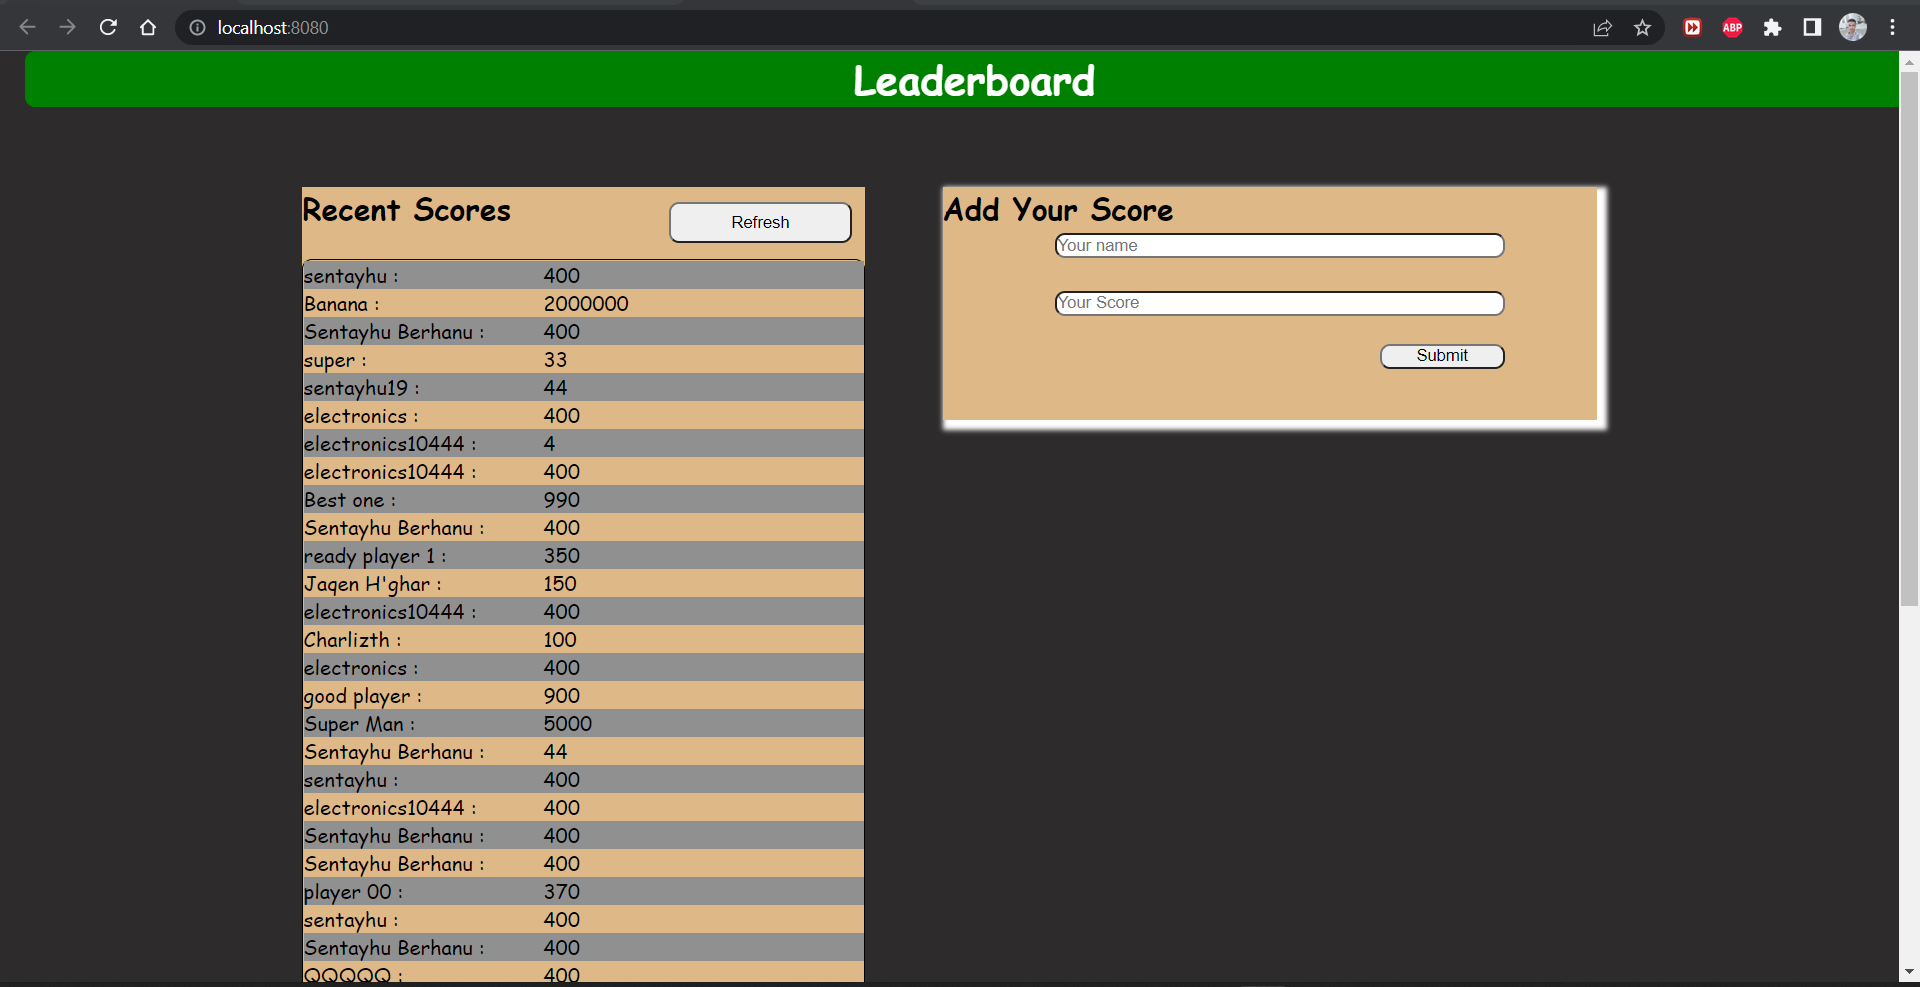 localhost:8080
ABP
Leaderboard
Recent Scores
Refresh
sentayhu : 400
Banana : 2000000
Sentayhu Berhanu : 400
super : 33
sentayhu19 : 44
electronics : 400
electronics10444 : 4
electronics10444 : 400
Best one : 990
Sentayhu Berhanu : 400
ready player 1 : 350
Jaqen H'ghar : 150
electronics10444 : 400
Charlizth : 100
electronics : 400
good player : 900
Super Man : 5000
Sentayhu Berhanu : 44
sentayhu : 400
electronics10444 : 400
Sentayhu Berhanu : 400
Sentayhu Berhanu : 400
player 00 : 370
sentayhu : 400
Sentayhu Berhanu : 400
QQQQQ : 400
Add Your Score
Your name
Your Score
Submit